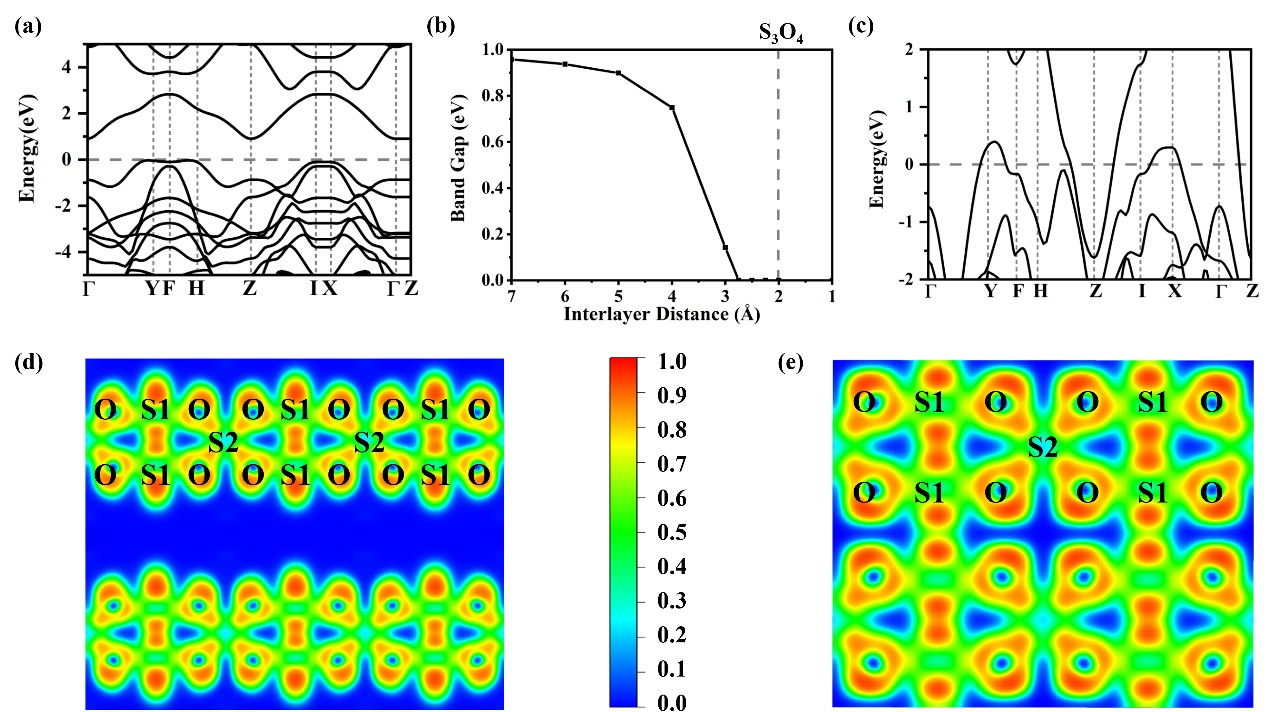 (a)
4
2
0
-2
-4
Energy(eV)
Γ Y F H Z I X Γ Z
(b)
S₃O₄
1.0
0.8
0.6
0.4
0.2
0.0
Band Gap (eV)
7 6 5 4 3 2 1
Interlayer Distance (Å)
(c)
2
1
0
-1
-2
Energy(eV)
Γ Y F H Z I X Γ Z
(d)
O S1 O O S1 O O S1 O
S2 S2
O S1 O O S1 O O S1 O
1.0
0.9
0.8
0.7
0.6
0.5
0.4
0.3
0.2
0.1
0.0
(e)
O S1 O O S1 O
S2
O S1 O O S1 O